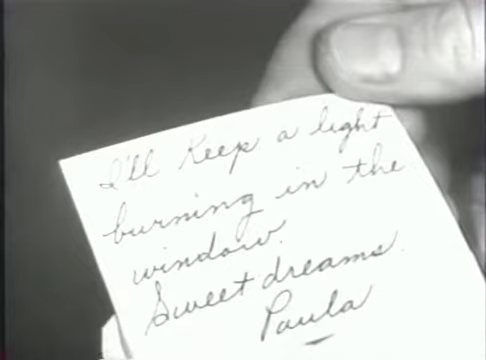 I'll Keep a light
burning in the
window.
Sweet dreams.
Paula